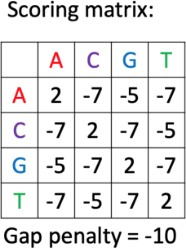 Scoring matrix:
A C G T
A 2 -7 -5 -7
C -7 2 -7 -5
G -5 -7 2 -7
T -7 -5 -7 2
Gap penalty = -10